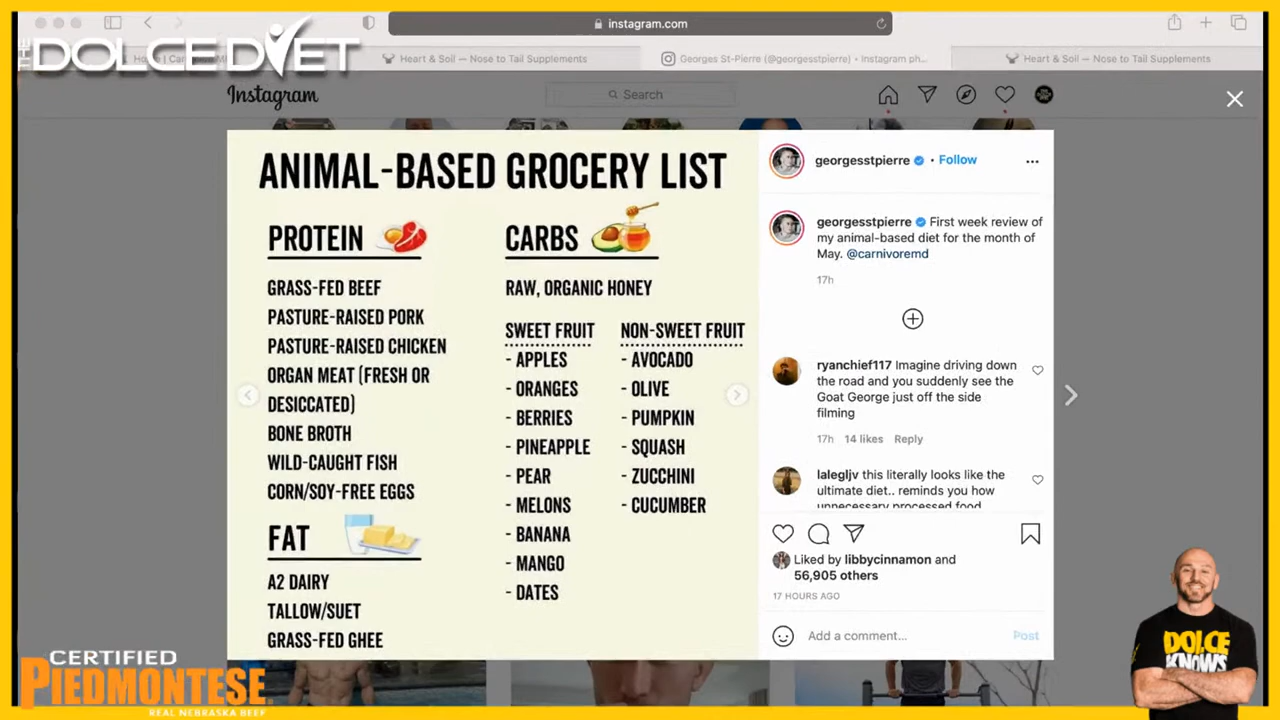 instagram.com
THE
DOLCE DIET
Heart & Soil — Nose to Tail Supplements
Georges St-Pierre (@georgesstpierre) • Instagram ph...
Heart & Soil — Nose to Tail Supplements
Instagram
Search
ANIMAL-BASED GROCERY LIST
PROTEIN
GRASS-FED BEEF
PASTURE-RAISED PORK
PASTURE-RAISED CHICKEN
ORGAN MEAT (FRESH OR
DESICCATED)
BONE BROTH
WILD-CAUGHT FISH
CORN/SOY-FREE EGGS
FAT
A2 DAIRY
TALLOW/SUET
GRASS-FED GHEE
CARBS
RAW, ORGANIC HONEY
SWEET FRUIT
- APPLES
- ORANGES
- BERRIES
- PINEAPPLE
- PEAR
- MELONS
- BANANA
- MANGO
- DATES
NON-SWEET FRUIT
- AVOCADO
- OLIVE
- PUMPKIN
- SQUASH
- ZUCCHINI
- CUCUMBER
georgesstpierre • Follow
georgesstpierre First week review of
my animal-based diet for the month of
May. @carnivoremd
17h
ryanchief117 Imagine driving down
the road and you suddenly see the
Goat George just off the side
filming
17h 14 likes Reply
lalegljv this literally looks like the
ultimate diet.. reminds you how
unnecessary processed food
Liked by libbycinnamon and
56,905 others
17 HOURS AGO
Add a comment... Post
CERTIFIED
PIEDMONTESE
REAL NEBRASKA BEEF
DOLCE
KNOWS